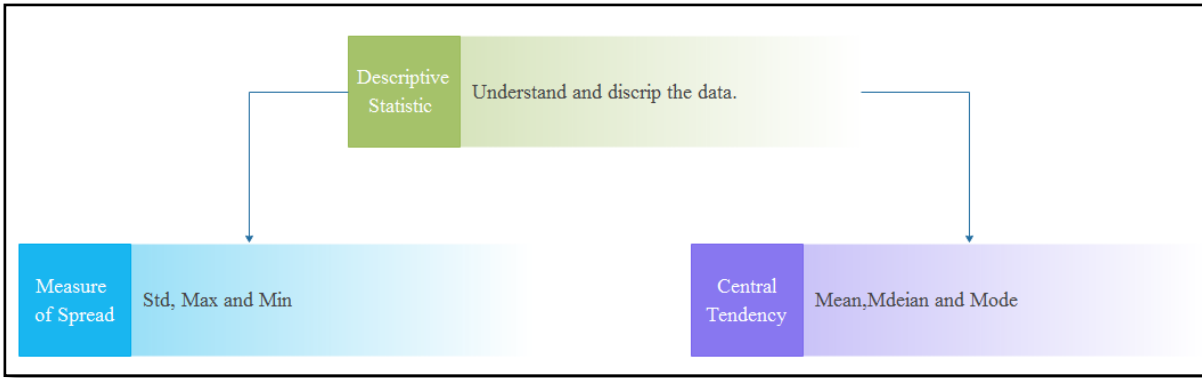 Descriptive
Statistic
Understand and discrip the data.
Measure
of Spread
Std, Max and Min
Central
Tendency
Mean,Mdeian and Mode